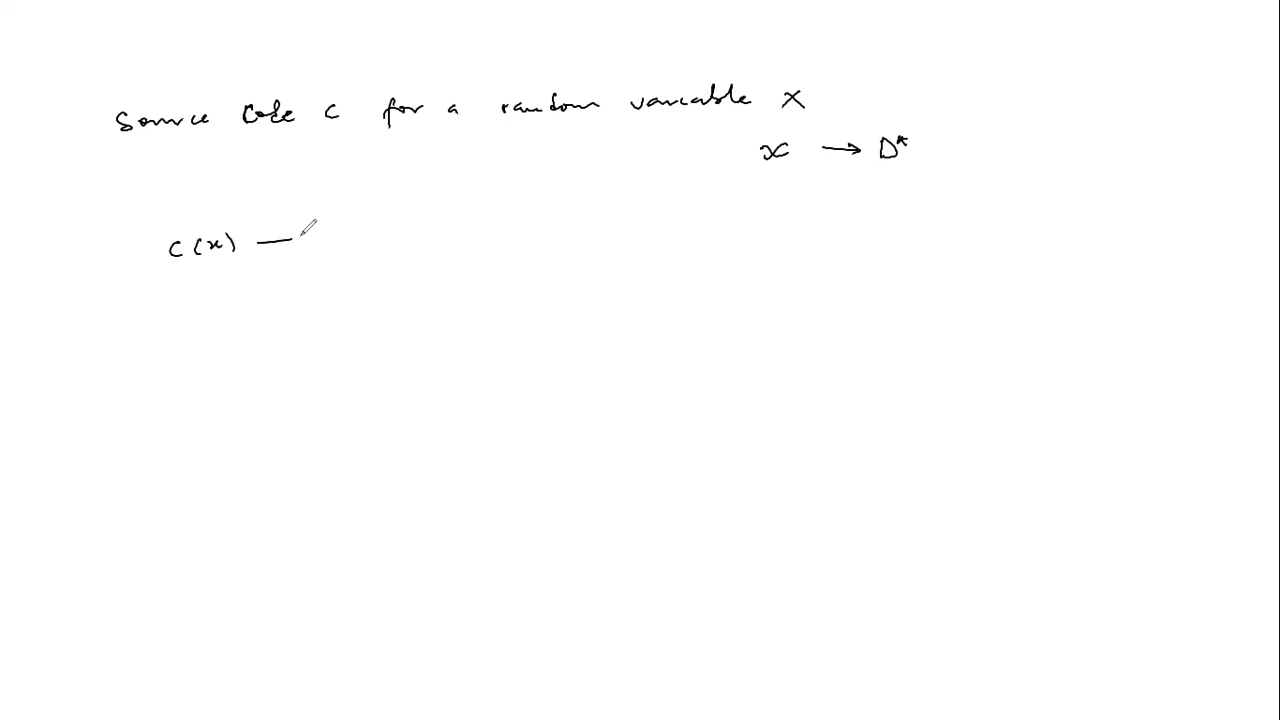 Source Code C for a random variable X
x → D*
C(x) —